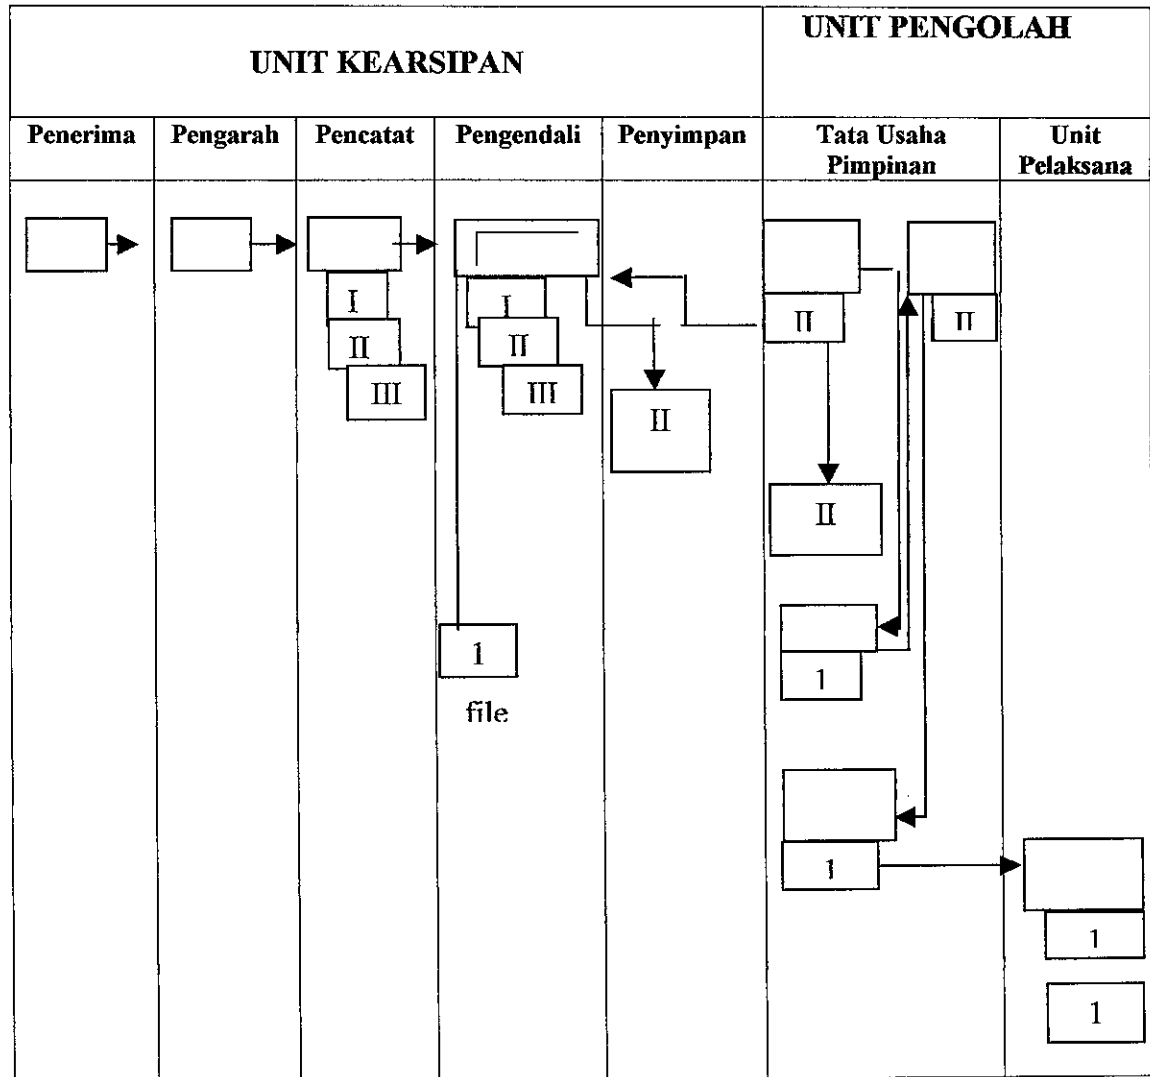 UNIT KEARSIPAN
UNIT PENGOLAH
Penerima
Pengarah
Pencatat
Pengendali
Penyimpan
Tata Usaha
Pimpinan
Unit
Pelaksana
I
II
III
I
II
III
II
II
II
II
1
file
1
1
1
1